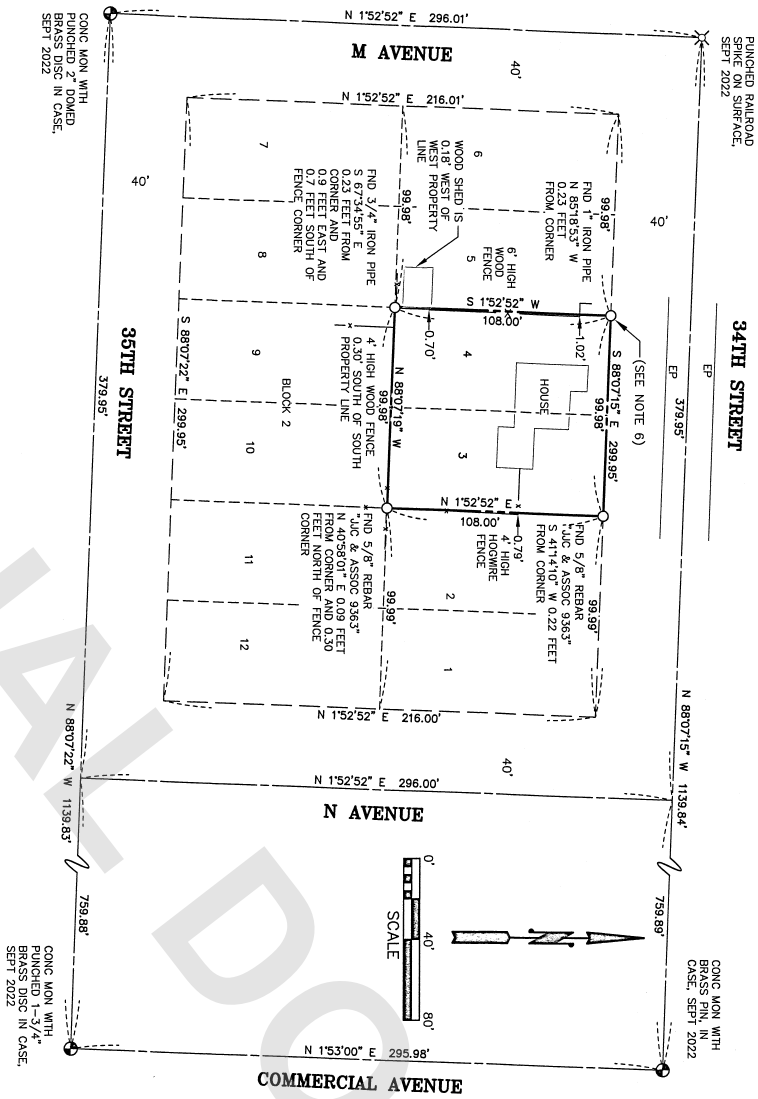 N 1°52'52" E 296.01'
M AVENUE
PUNCHED RAILROAD
SPIKE ON SURFACE,
SEPT 2022
CONC MON WITH
PUNCHED 2" DOMED
BRASS DISC IN CASE,
SEPT 2022
40'
40'
40'
N 1°52'52" E 216.01'
7
6
WOOD SHED IS
0.18' WEST OF
WEST PROPERTY
LINE
99.98'
FND 1" IRON PIPE
N 85°18'53" W
0.23 FEET
FROM CORNER
99.98'
FND 3/4" IRON PIPE
S 67°34'55" E
0.23 FEET FROM
CORNER AND
0.9 FEET EAST AND
0.7 FEET SOUTH OF
FENCE CORNER
8
5
6' HIGH
WOOD
FENCE
S 1°52'52" W
108.00'
0.70'
1.02'
(SEE NOTE 6)
34TH STREET
EP
EP
379.95'
S 88°07'15" E 299.95'
99.98'
HOUSE
4
3
N 88°07'19" W
99.98'
4' HIGH WOOD FENCE
0.30' SOUTH OF SOUTH
PROPERTY LINE
9
BLOCK 2
10
S 88°07'22" E 299.95'
35TH STREET
379.95'
N 1°52'52" E
108.00'
0.79'
4' HIGH
HOGWIRE
FENCE
FND 5/8" REBAR
"JJC & ASSOC 9363"
S 41°14'10" W 0.22 FEET
FROM CORNER
99.99'
FND 5/8" REBAR
"JJC & ASSOC 9363"
N 40°58'01" E 0.09 FEET
FROM CORNER AND 0.30
FEET NORTH OF FENCE
CORNER
99.99'
11
2
12
1
N 1°52'52" E 216.00'
40'
N 88°07'15" W 1139.84'
N 88°07'22" W 1139.83'
N 1°52'52" E 296.00'
N AVENUE
0'
40'
80'
SCALE
759.89'
759.88'
CONC MON WITH
BRASS PIN, IN
CASE, SEPT 2022
CONC MON WITH
PUNCHED 1-3/4"
BRASS DISC IN CASE,
SEPT 2022
N 1°53'00" E 295.98'
COMMERCIAL AVENUE